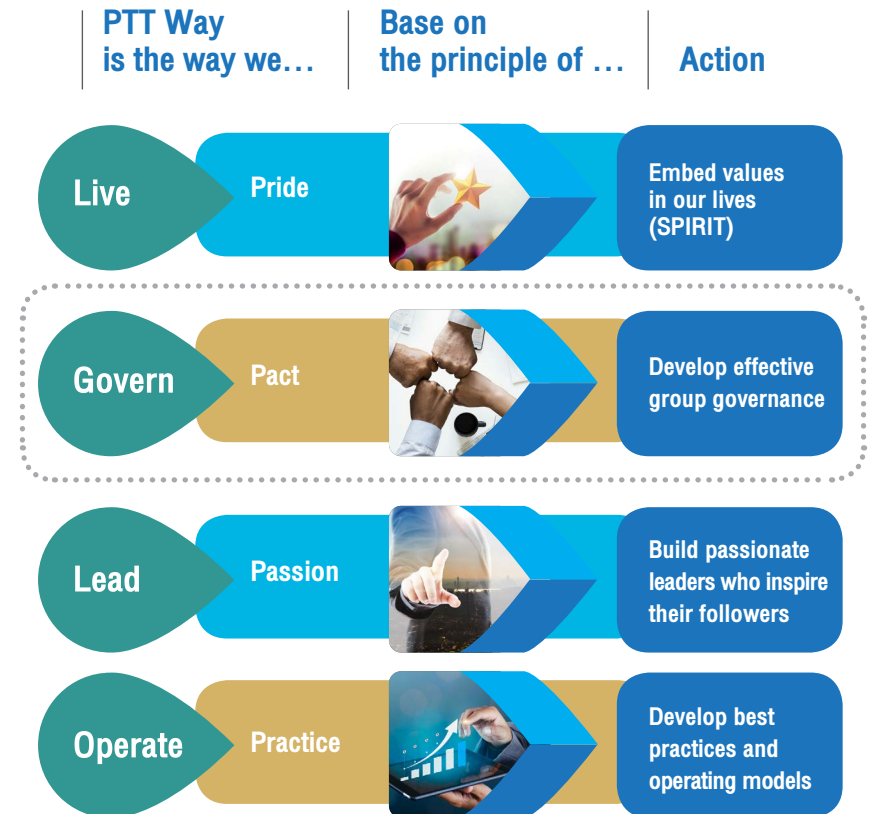 PTT Way
is the way we...
Base on
the principle of ...
Action
Live
Pride
Embed values
in our lives
(SPIRIT)
Govern
Pact
Develop effective
group governance
Lead
Passion
Build passionate
leaders who inspire
their followers
Operate
Practice
Develop best
practices and
operating models